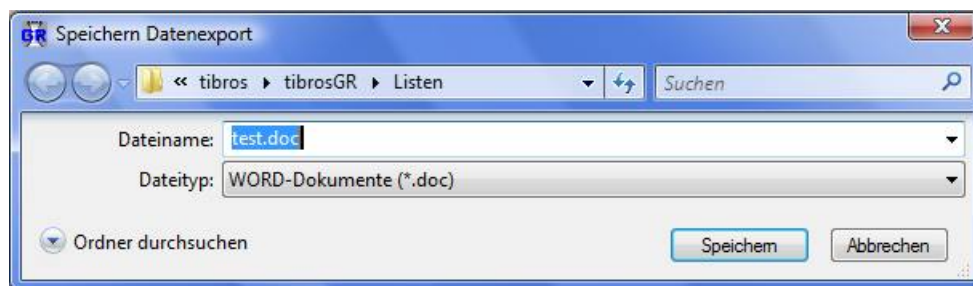 GR Speichern Datenexport
« tibros ▸ tibrosGR ▸ Listen Suchen
Dateiname: test.doc
Dateityp: WORD-Dokumente (*.doc)
Ordner durchsuchen Speichern Abbrechen